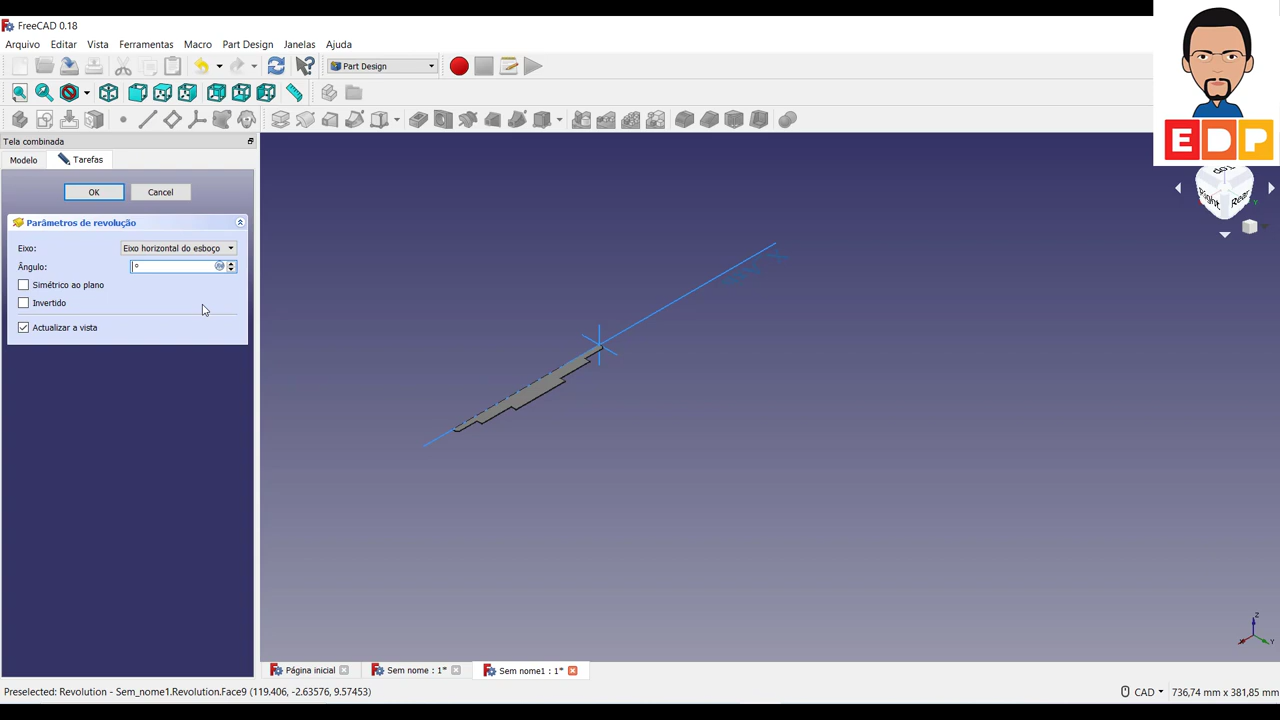 FreeCAD 0.18
Arquivo Editar Vista Ferramentas Macro Part Design Janelas Ajuda
Part Design
Tela combinada
Modelo Tarefas
OK Cancel
Parâmetros de revolução
Eixo: Eixo horizontal do esboço
Ângulo: °
Simétrico ao plano
Invertido
Actualizar a vista
EDP
Top
Right Rear
Y
Z
X Y
Página inicial Sem nome : 1* Sem nome1 : 1*
Preselected: Revolution - Sem_nome1.Revolution.Face9 (119.406, -2.63576, 9.57453) CAD 736,74 mm x 381,85 mm